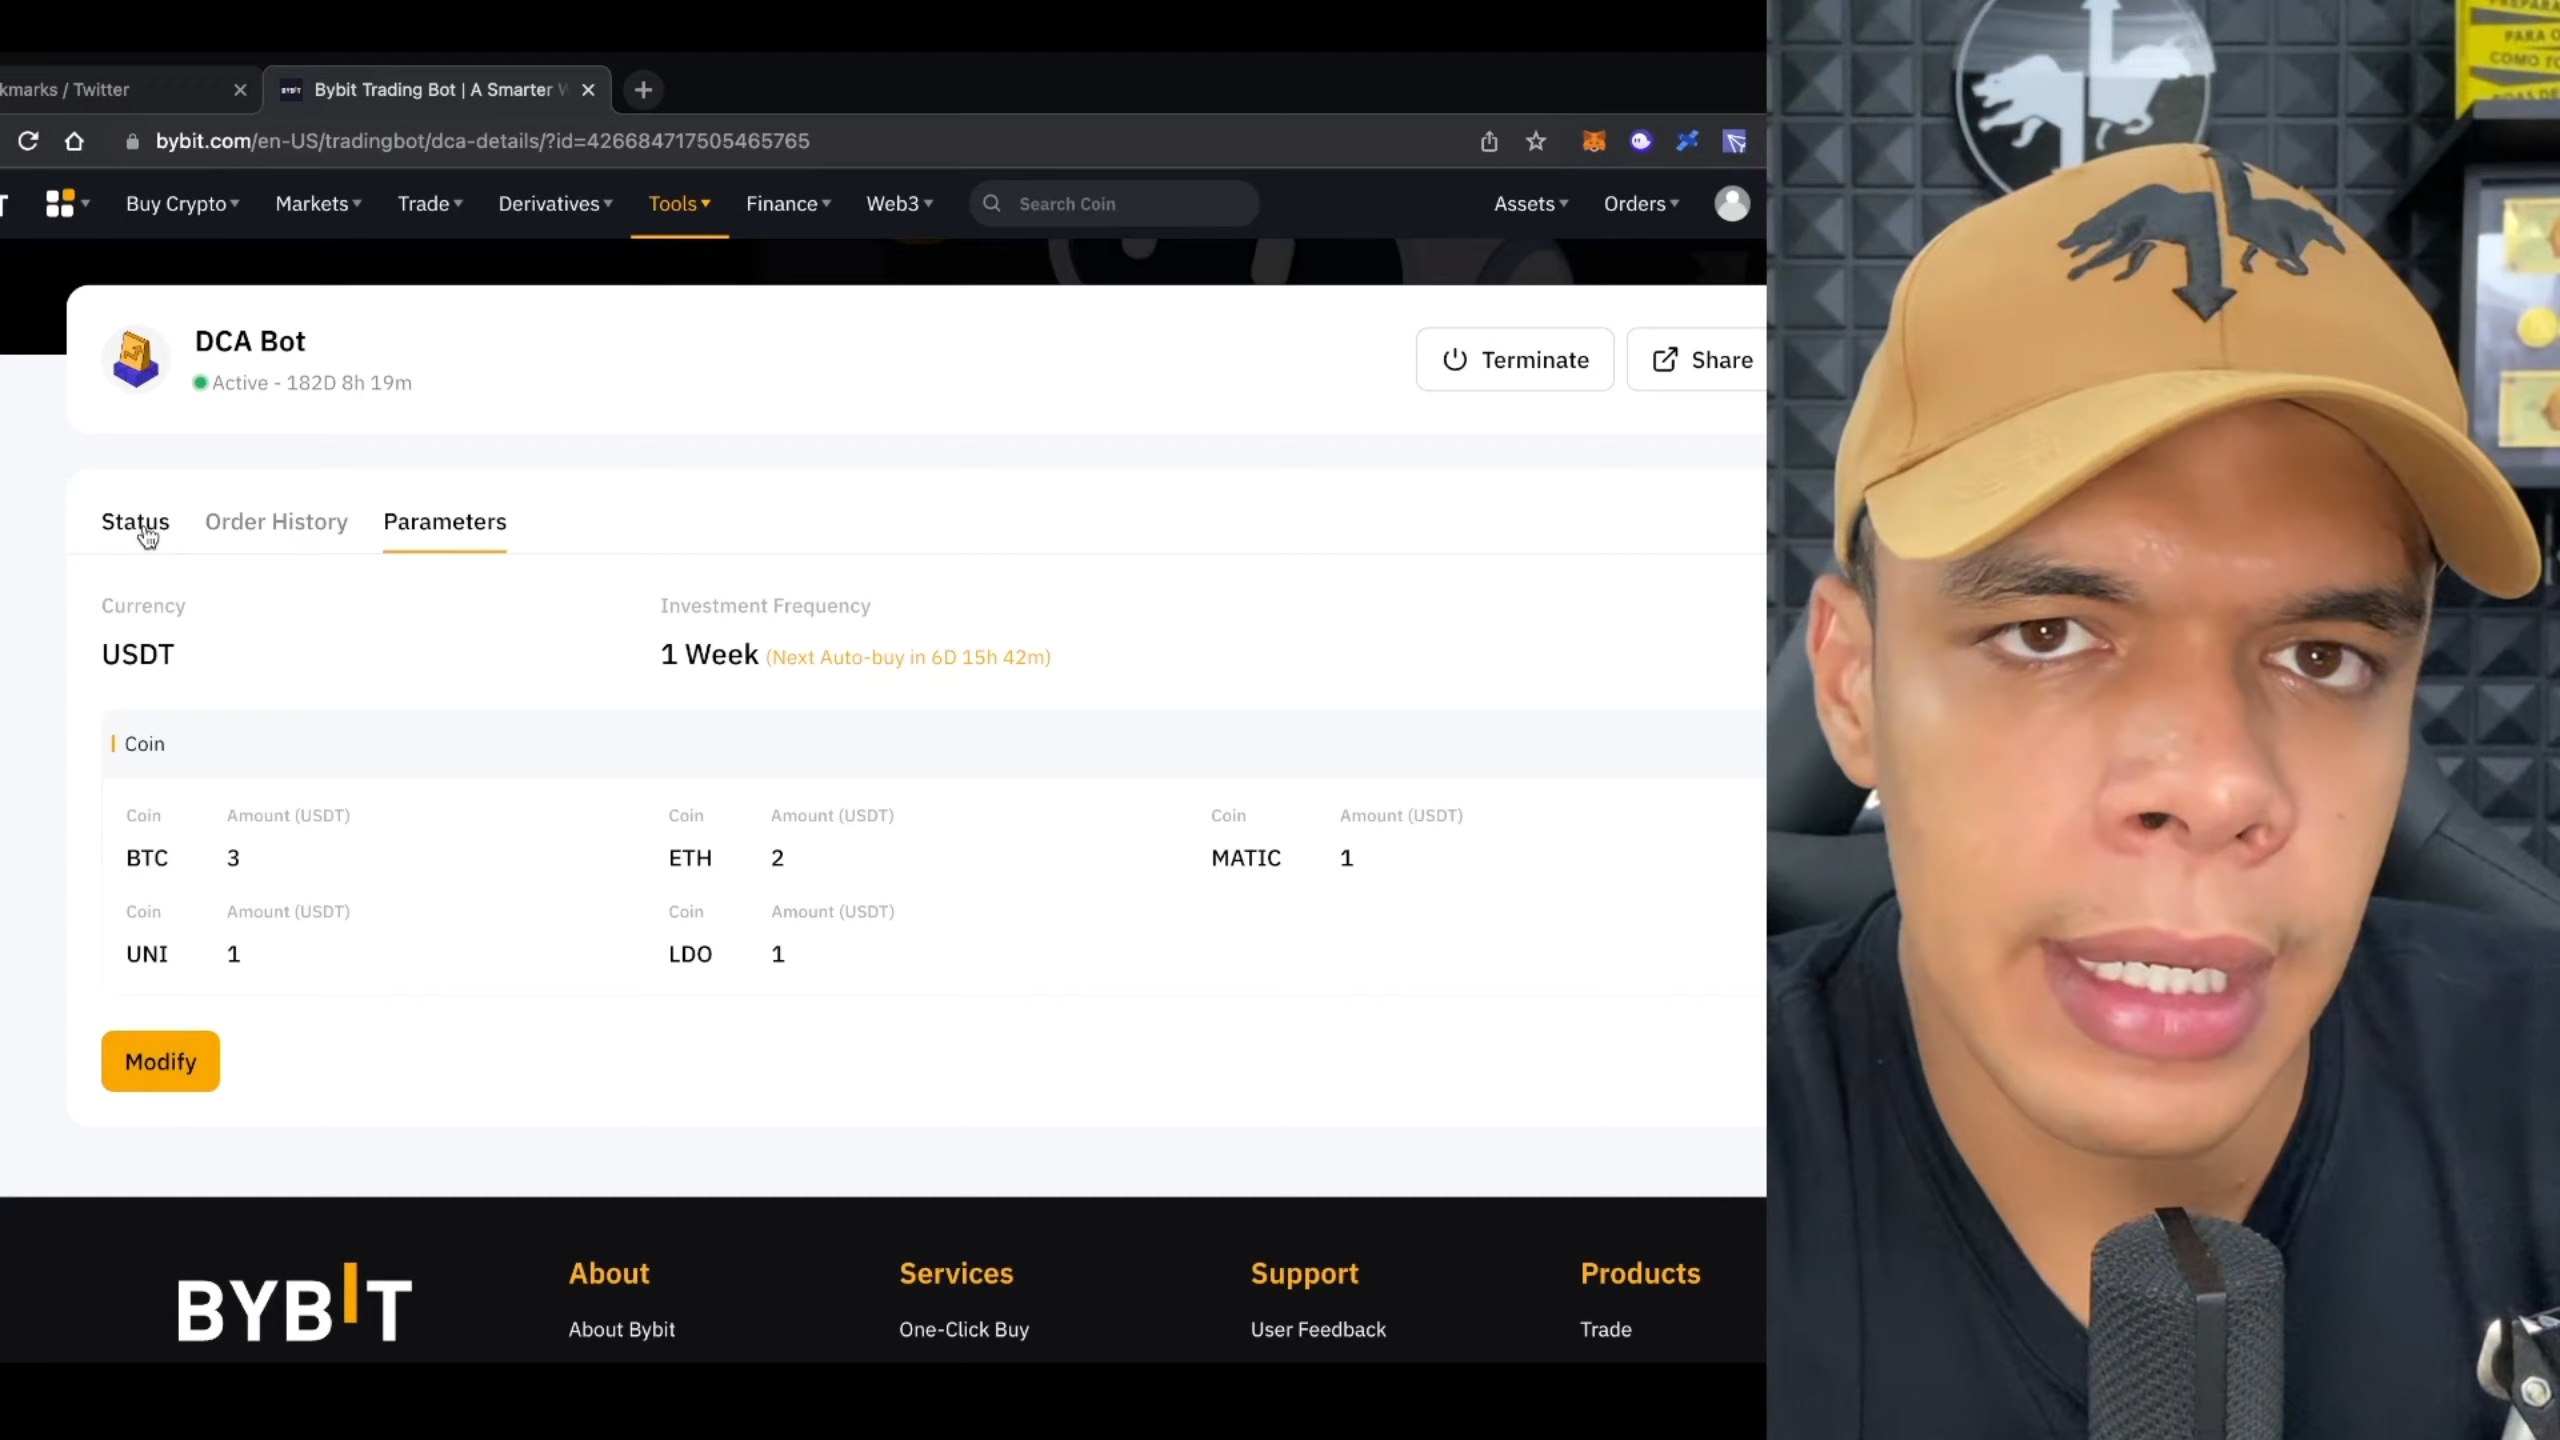 kmarks / Twitter
BYBIT Bybit Trading Bot | A Smarter
bybit.com/en-US/tradingbot/dca-details/?id=426684717505465765
T Buy Crypto Markets Trade Derivatives Tools Finance Web3 Search Coin Assets Orders
DCA Bot
Active - 182D 8h 19m
Terminate Share
Status Order History Parameters
Currency Investment Frequency
USDT 1 Week (Next Auto-buy in 6D 15h 42m)
Coin
Coin Amount (USDT) Coin Amount (USDT) Coin Amount (USDT)
BTC 3 ETH 2 MATIC 1
Coin Amount (USDT) Coin Amount (USDT)
UNI 1 LDO 1
Modify
BYBIT
About Services Support Products
About Bybit One-Click Buy User Feedback Trade
PARA O
COMO TO